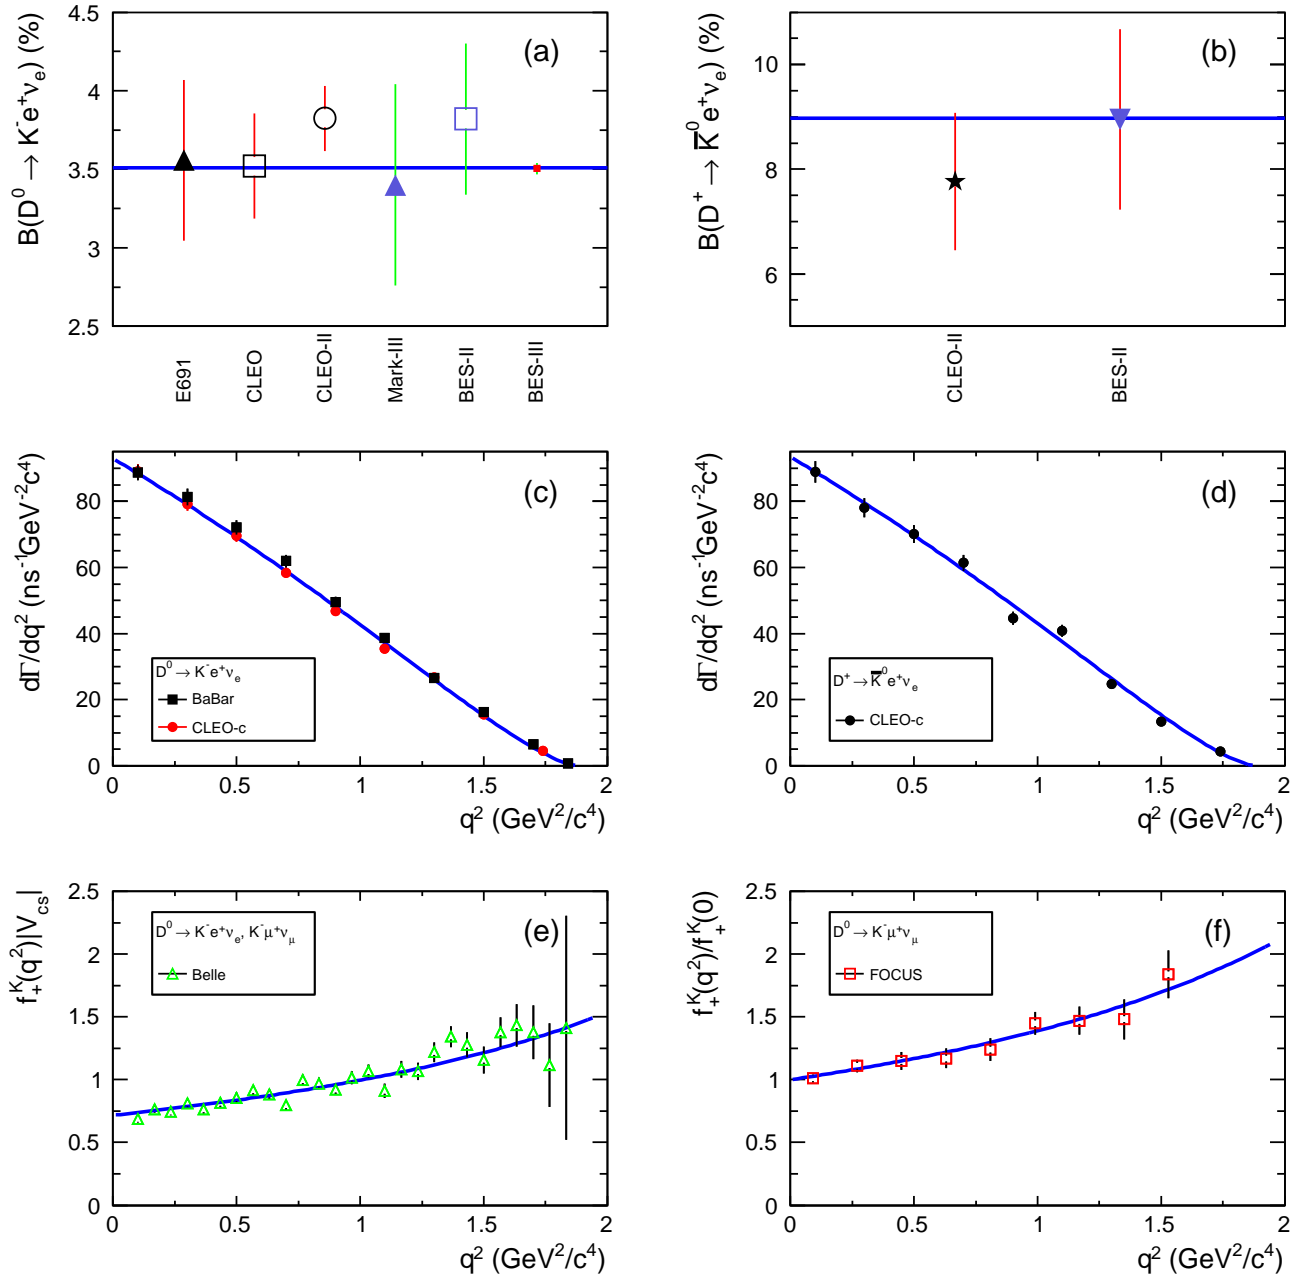 B(D⁰ → K⁻e⁺ν_e) (%)
4.5
4
3.5
3
2.5
(a)
E691
CLEO
CLEO-II
Mark-III
BES-II
BES-III
B(D⁺ → K̅⁰e⁺ν_e) (%)
10
8
6
(b)
CLEO-II
BES-II
dΓ/dq² (ns⁻¹GeV⁻²c⁴)
80
60
40
20
0
(c)
D⁰ → K⁻e⁺ν_e
BaBar
CLEO-c
0 0.5 1 1.5 2
q² (GeV²/c⁴)
dΓ/dq² (ns⁻¹GeV⁻²c⁴)
80
60
40
20
0
(d)
D⁺ → K̅⁰e⁺ν_e
CLEO-c
0 0.5 1 1.5 2
q² (GeV²/c⁴)
f₊ᴷ(q²)|V_cs|
2.5
2
1.5
1
0.5
0
(e)
D⁰ → K⁻e⁺ν_e, K⁻μ⁺ν_μ
Belle
0 0.5 1 1.5 2
q² (GeV²/c⁴)
f₊ᴷ(q²)/f₊ᴷ(0)
2.5
2
1.5
1
0.5
0
(f)
D⁰ → K⁻μ⁺ν_μ
FOCUS
0 0.5 1 1.5 2
q² (GeV²/c⁴)